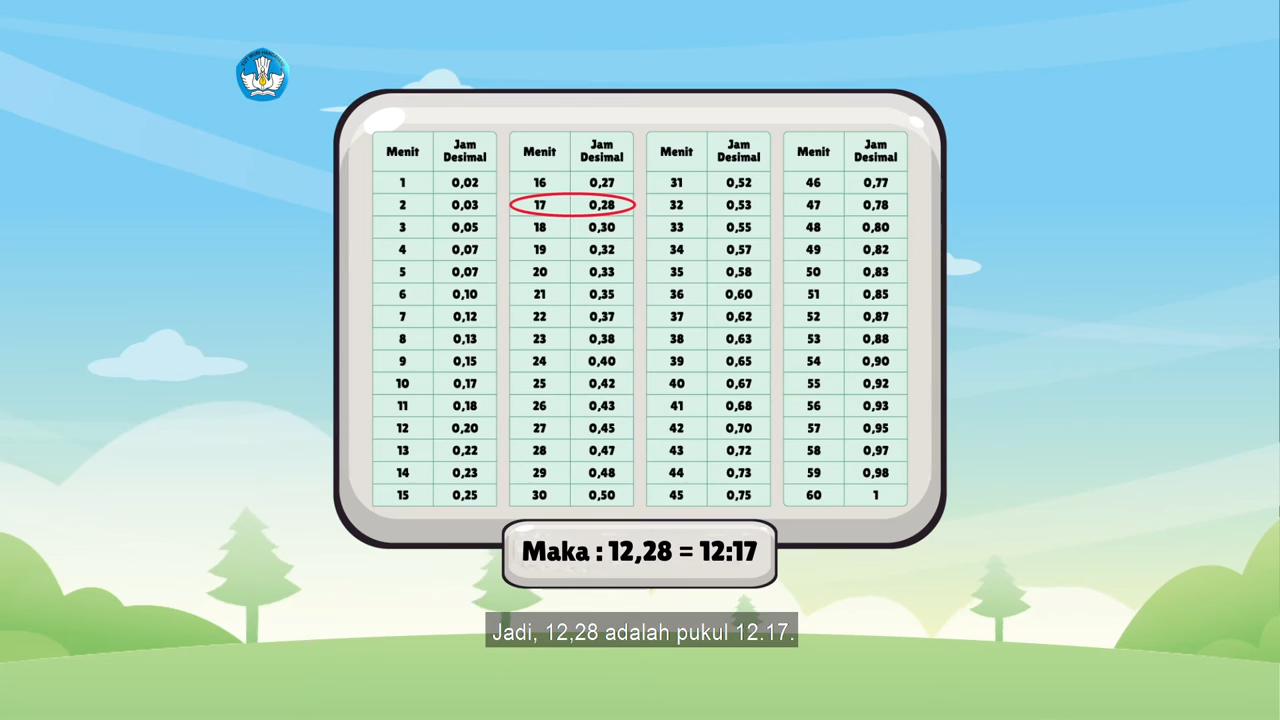 Menit Jam Desimal Menit Jam Desimal Menit Jam Desimal Menit Jam Desimal
1 0,02 16 0,27 31 0,52 46 0,77
2 0,03 17 0,28 32 0,53 47 0,78
3 0,05 18 0,30 33 0,55 48 0,80
4 0,07 19 0,32 34 0,57 49 0,82
5 0,07 20 0,33 35 0,58 50 0,83
6 0,10 21 0,35 36 0,60 51 0,85
7 0,12 22 0,37 37 0,62 52 0,87
8 0,13 23 0,38 38 0,63 53 0,88
9 0,15 24 0,40 39 0,65 54 0,90
10 0,17 25 0,42 40 0,67 55 0,92
11 0,18 26 0,43 41 0,68 56 0,93
12 0,20 27 0,45 42 0,70 57 0,95
13 0,22 28 0,47 43 0,72 58 0,97
14 0,23 29 0,48 44 0,73 59 0,98
15 0,25 30 0,50 45 0,75 60 1
Maka : 12,28 = 12:17
Jadi, 12,28 adalah pukul 12.17.